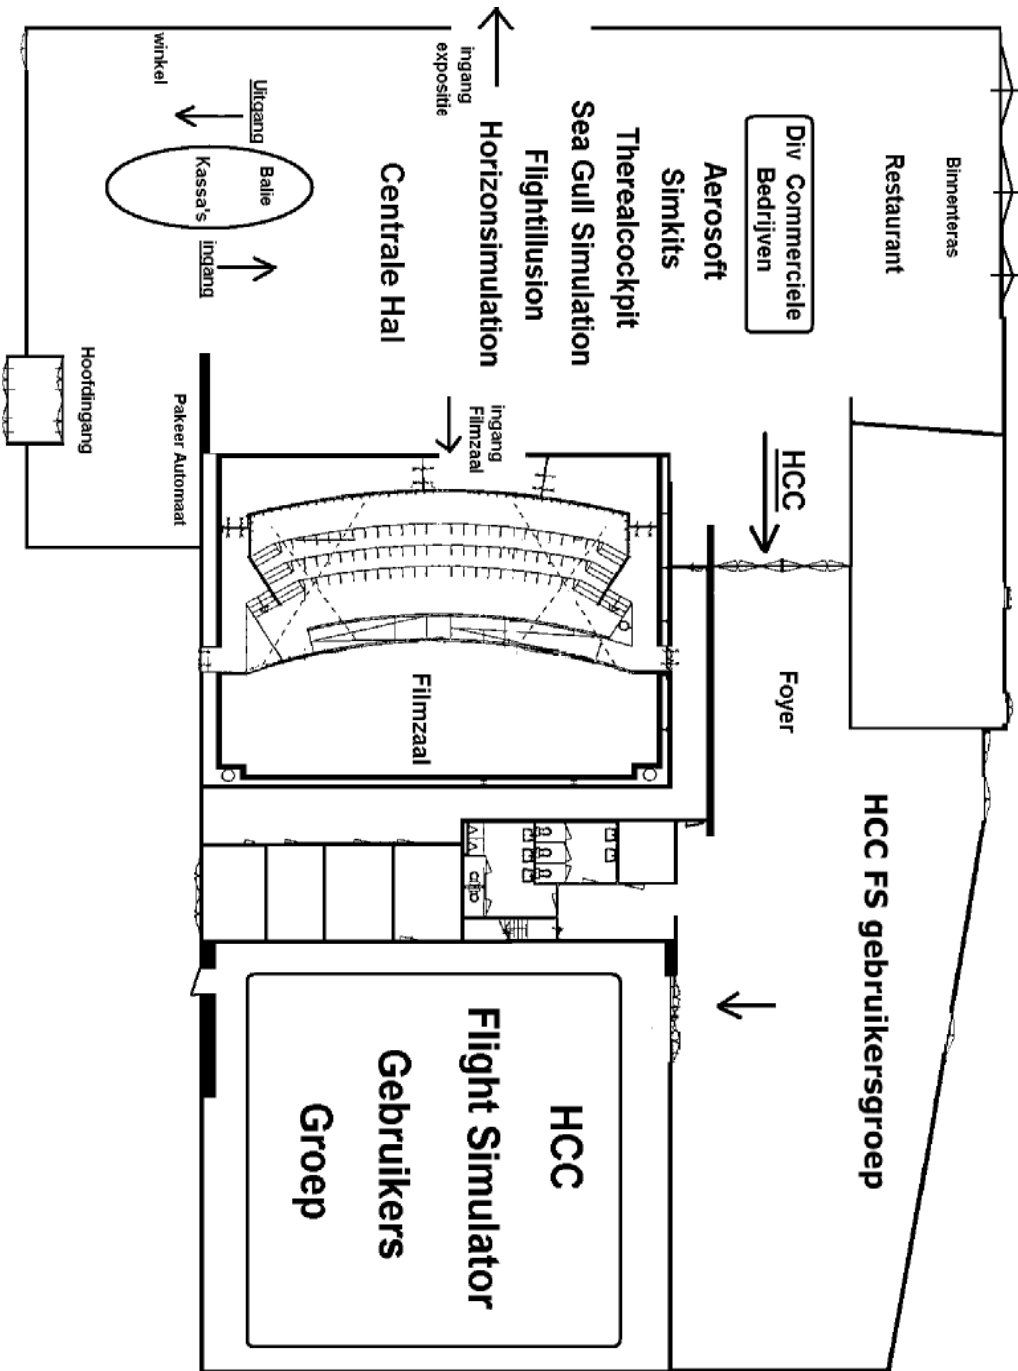 Binnenteras
Restaurant
Div Commerciele
Bedrijven
Aerosoft
Simkits
Therealcockpit
Sea Gull Simulation
Flightillusion
Horizonsimulation
ingang
expositie
Centrale Hal
winkel
Uitgang
Balie
Kassa's
ingang
Hoofdingang
Pakeer Automaat
ingang
Filmzaal
HCC
Foyer
Filmzaal
HCC FS gebruikersgroep
HCC
Flight Simulator
Gebruikers
Groep